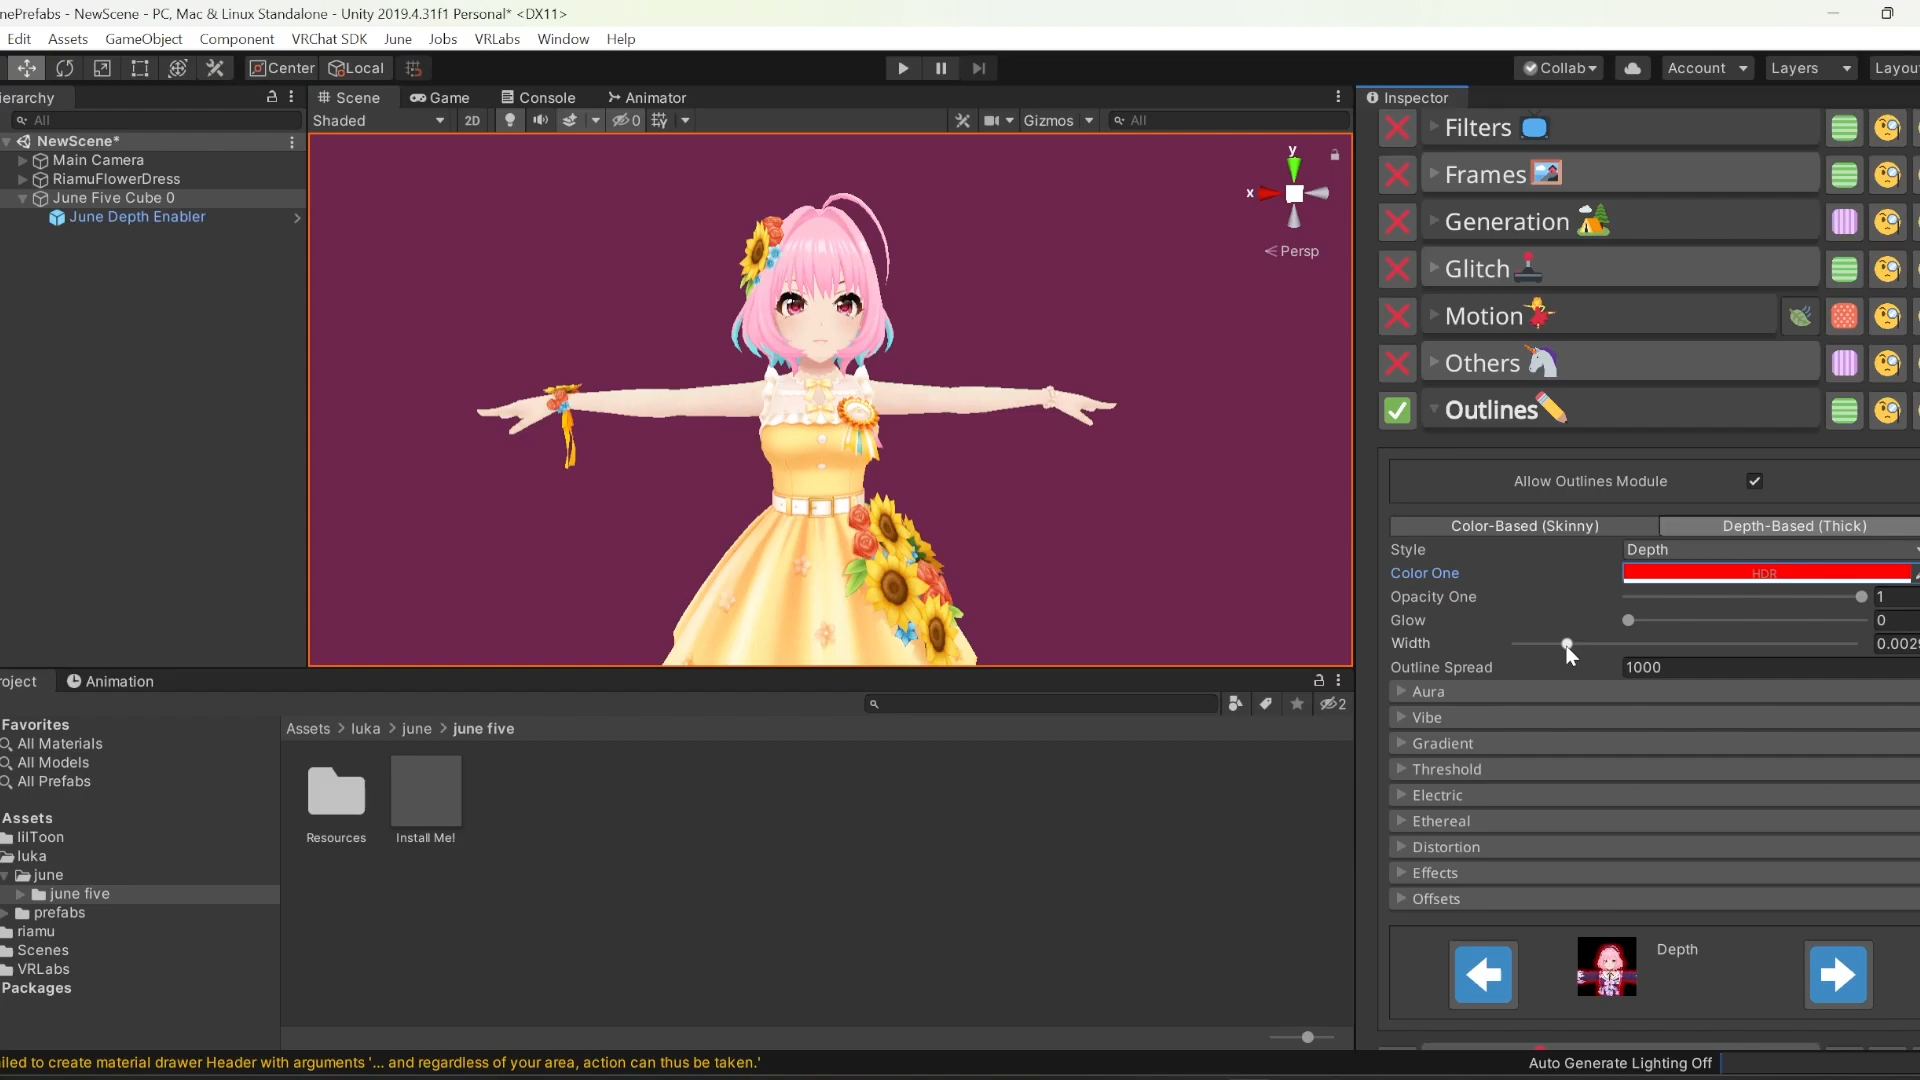 nePrefabs - NewScene - PC, Mac & Linux Standalone - Unity 2019.4.31f1 Personal* <DX11>
Edit Assets GameObject Component VRChat SDK June Jobs VRLabs Window Help
Center Local Collab Account Layers Layou
ierarchy
All
NewScene*
Main Camera
RiamuFlowerDress
June Five Cube 0
June Depth Enabler
Scene Game Console Animator
Shaded 2D 0 Gizmos All
y
x
Persp
Inspector
Filters
Frames
Generation
Glitch
Motion
Others
Outlines
Allow Outlines Module
Color-Based (Skinny) Depth-Based (Thick)
Style Depth
Color One HDR
Opacity One 1
Glow 0
Width 0.002
Outline Spread 1000
Aura
Vibe
Gradient
Threshold
Electric
Ethereal
Distortion
Effects
Offsets
Depth
roject Animation
2
Favorites
All Materials
All Models
All Prefabs
Assets
lilToon
luka
june
june five
prefabs
riamu
Scenes
VRLabs
Packages
Assets > luka > june > june five
Resources
Install Me!
iled to create material drawer Header with arguments '... and regardless of your area, action can thus be taken.'
Auto Generate Lighting Off